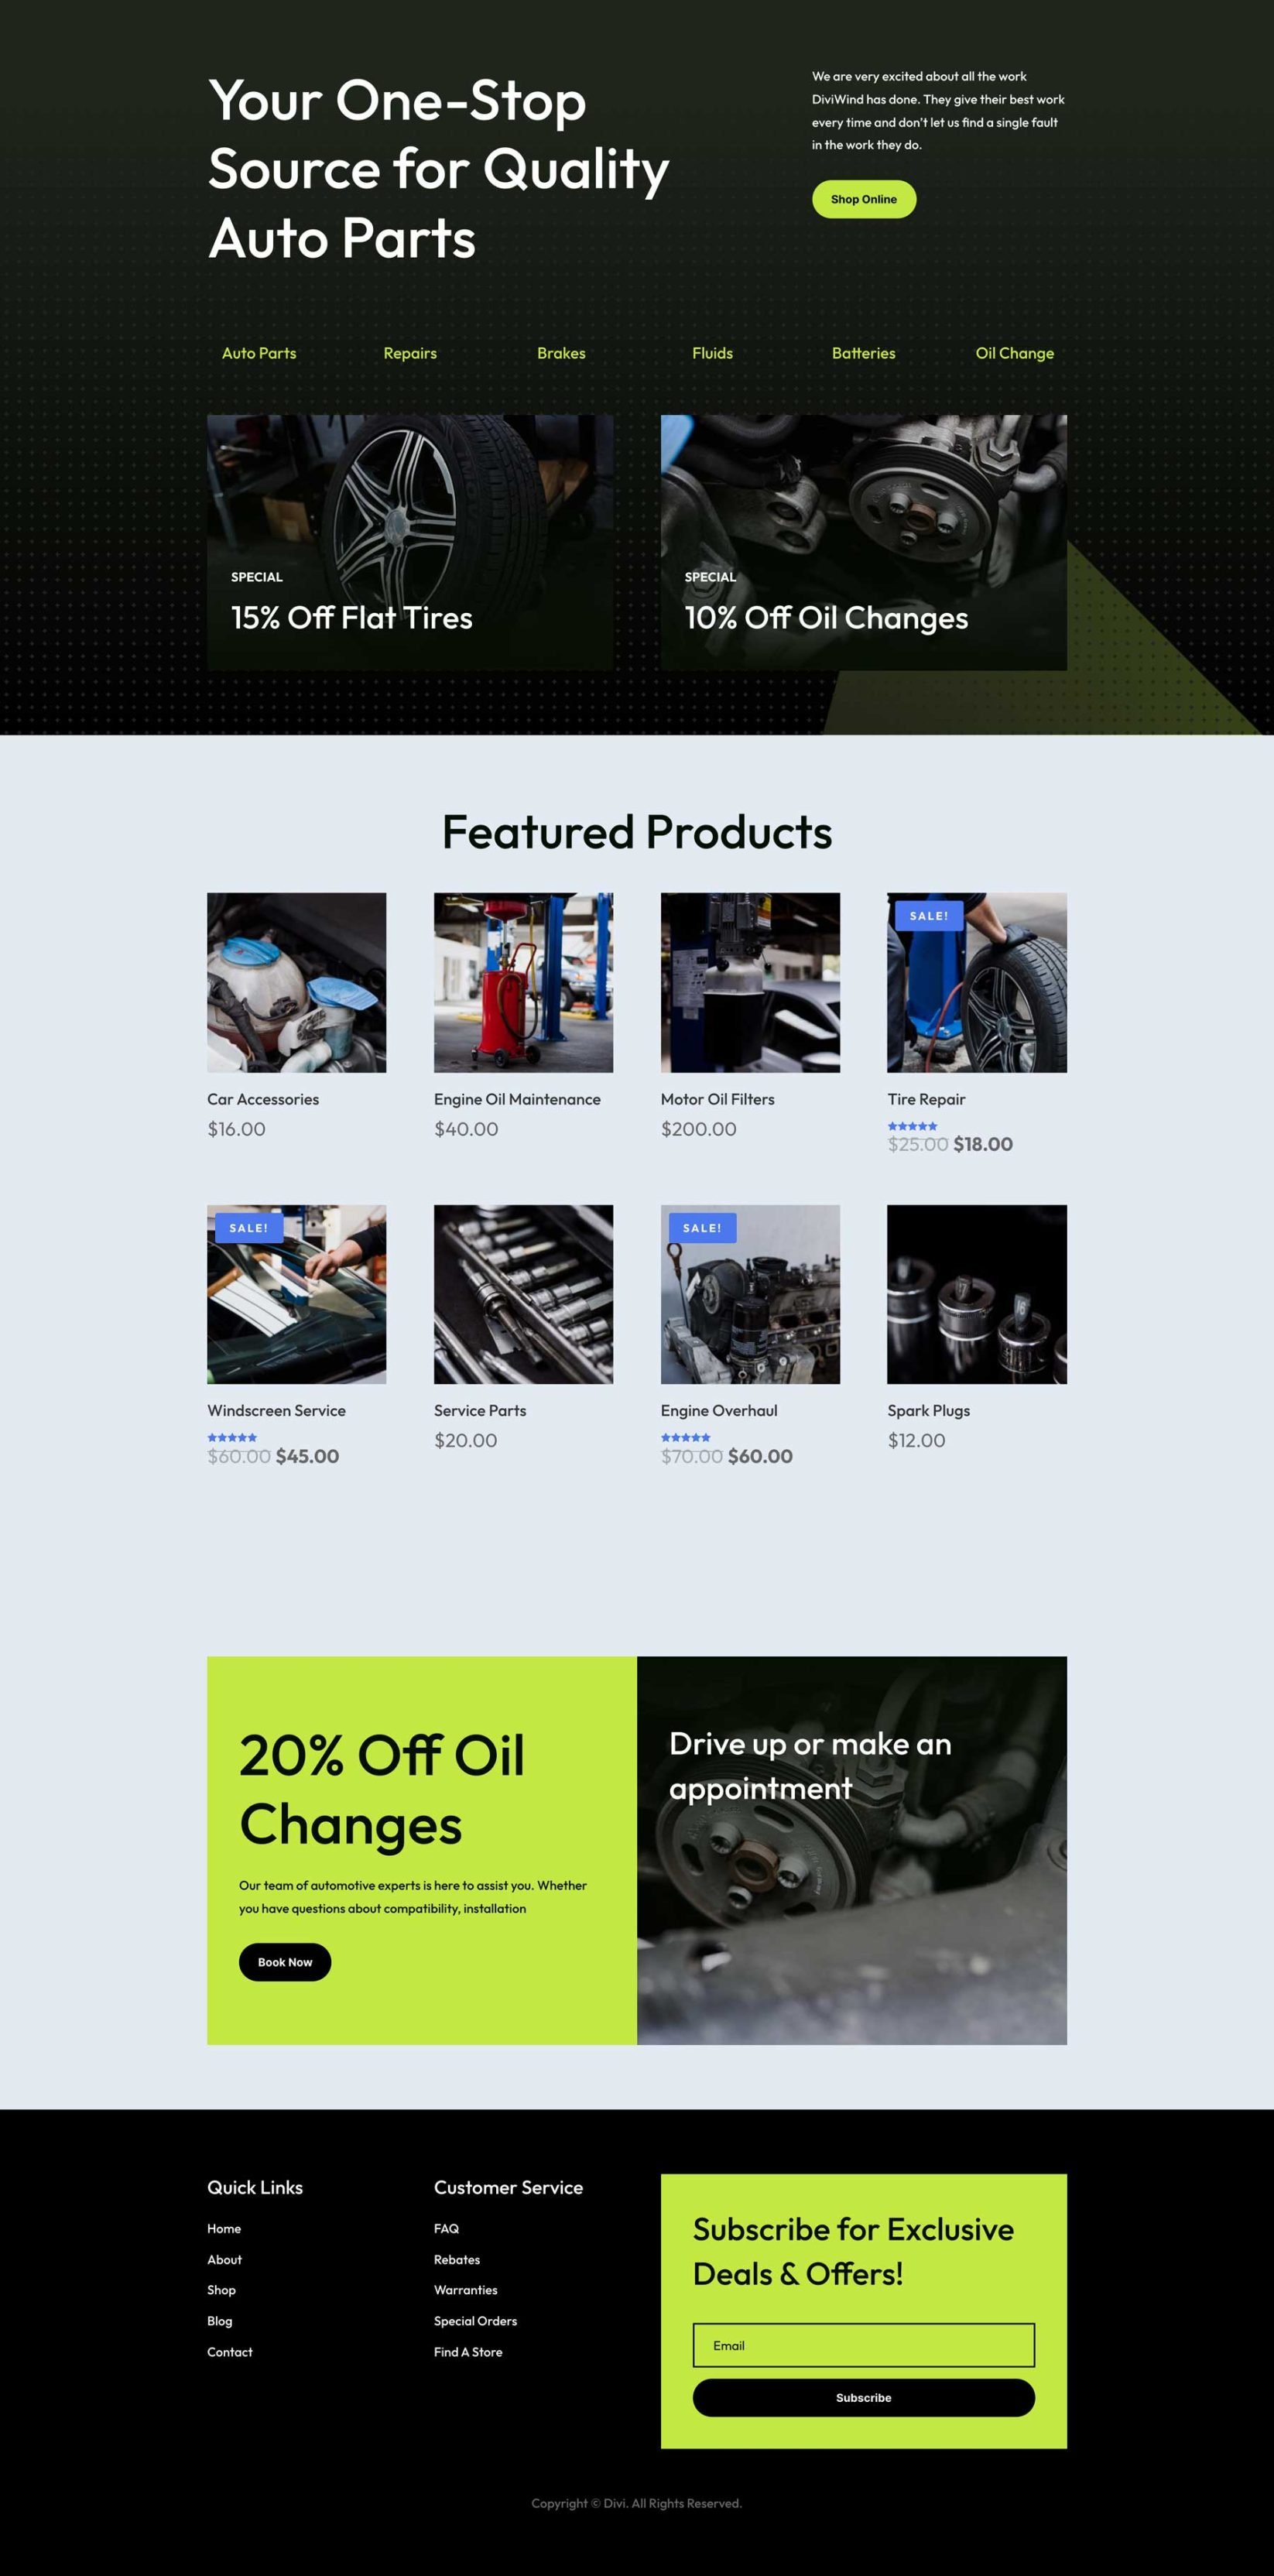 Your One-Stop
Source for Quality
Auto Parts
We are very excited about all the work
DiviWind has done. They give their best work
every time and don't let us find a single fault
in the work they do.
Shop Online
Auto Parts
Repairs
Brakes
Fluids
Batteries
Oil Change
SPECIAL
15% Off Flat Tires
SPECIAL
10% Off Oil Changes
Featured Products
SALE!
Car Accessories
$16.00
Engine Oil Maintenance
$40.00
Motor Oil Filters
$200.00
Tire Repair
$25.00 $18.00
SALE!
SALE!
17
16
Windscreen Service
$60.00 $45.00
Service Parts
$20.00
Engine Overhaul
$70.00 $60.00
Spark Plugs
$12.00
20% Off Oil
Changes
Our team of automotive experts is here to assist you. Whether
you have questions about compatibility, installation
Book Now
Drive up or make an
appointment
Quick Links
Home
About
Shop
Blog
Contact
Customer Service
FAQ
Rebates
Warranties
Special Orders
Find A Store
Subscribe for Exclusive
Deals & Offers!
Email
Subscribe
Copyright © Divi. All Rights Reserved.